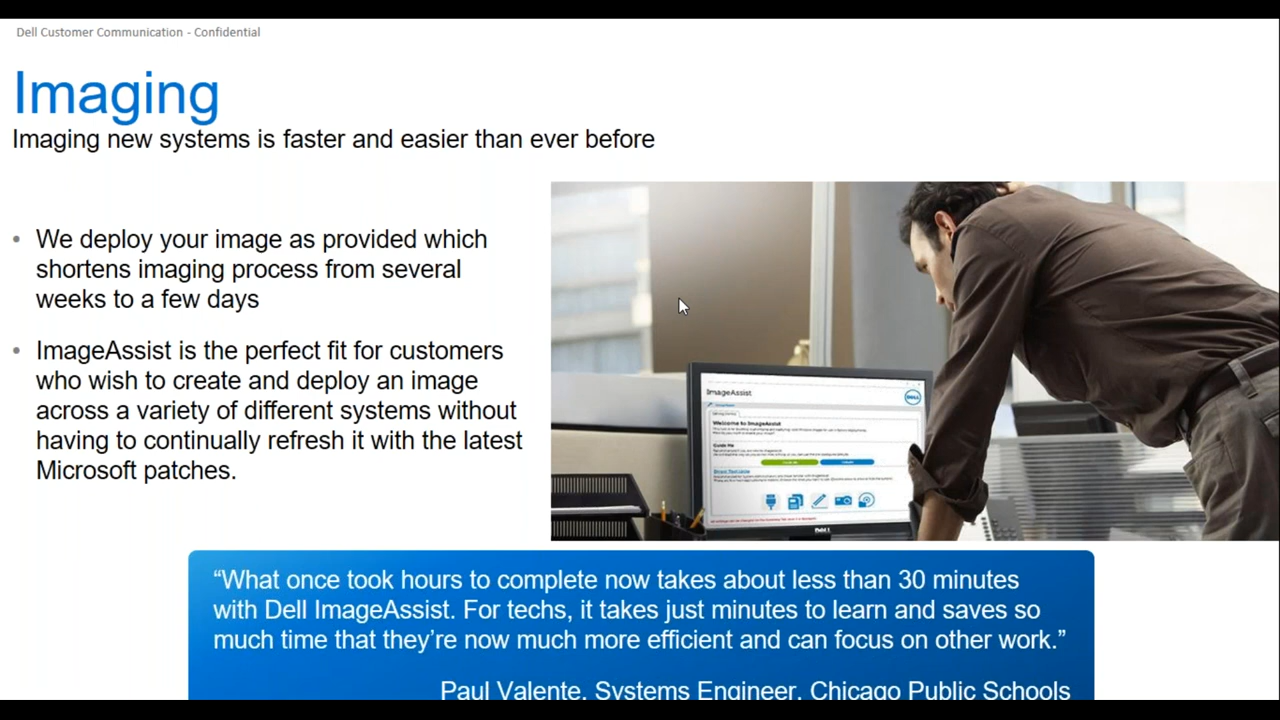 Dell Customer Communication - Confidential
Imaging
Imaging new systems is faster and easier than ever before
• We deploy your image as provided which
shortens imaging process from several
weeks to a few days
• ImageAssist is the perfect fit for customers
who wish to create and deploy an image
across a variety of different systems without
having to continually refresh it with the latest
Microsoft patches.
ImageAssist
DELL
Welcome to ImageAssist
DELL
“What once took hours to complete now takes about less than 30 minutes
with Dell ImageAssist. For techs, it takes just minutes to learn and saves so
much time that they’re now much more efficient and can focus on other work.”
Paul Valente, Systems Engineer, Chicago Public Schools